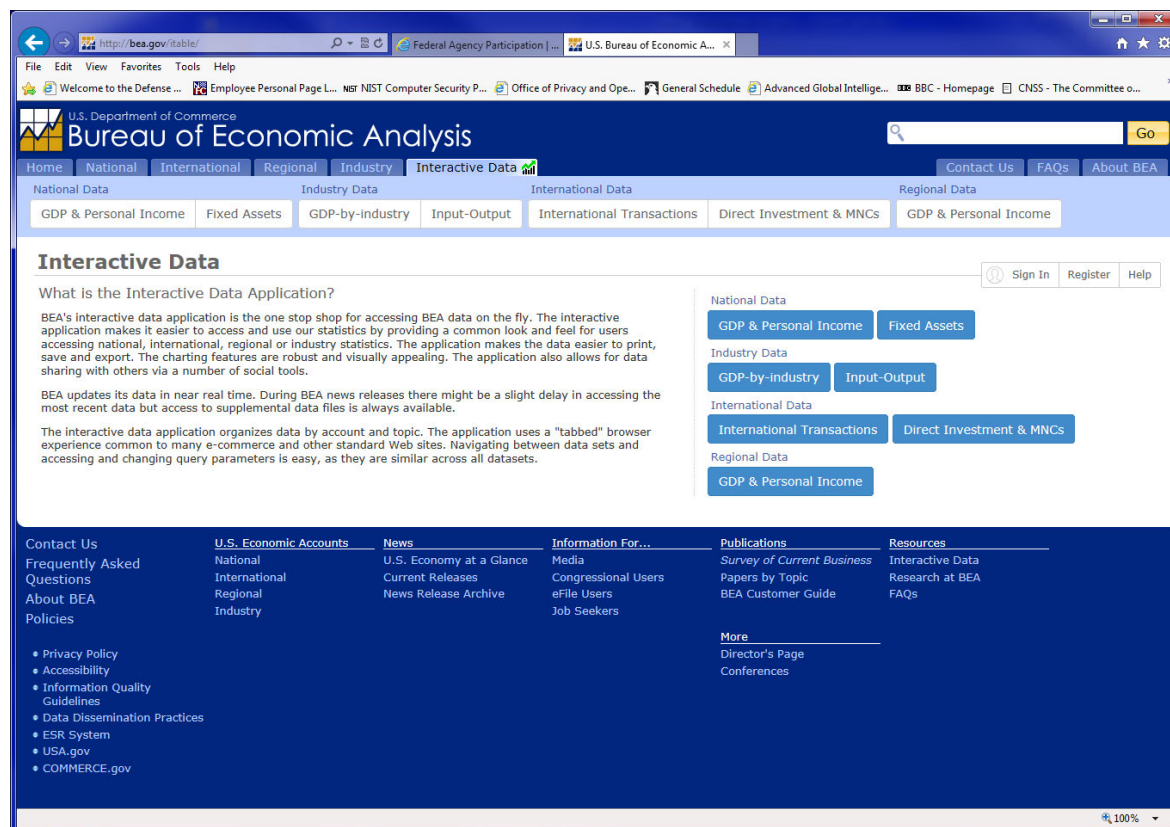 http://bea.gov/itable/
Federal Agency Participation | ...
U.S. Bureau of Economic A...
File Edit View Favorites Tools Help
Welcome to the Defense ... Employee Personal Page L... NIST NIST Computer Security P... Office of Privacy and Ope... General Schedule Advanced Global Intellige... BBC BBC - Homepage CNSS - The Committee o...
U.S. Department of Commerce
Bureau of Economic Analysis
Go
Home National International Regional Industry Interactive Data Contact Us FAQs About BEA
National Data Industry Data International Data Regional Data
GDP & Personal Income Fixed Assets GDP-by-industry Input-Output International Transactions Direct Investment & MNCs GDP & Personal Income
Interactive Data
Sign In Register Help
What is the Interactive Data Application?
BEA's interactive data application is the one stop shop for accessing BEA data on the fly. The interactive
application makes it easier to access and use our statistics by providing a common look and feel for users
accessing national, international, regional or industry statistics. The application makes the data easier to print,
save and export. The charting features are robust and visually appealing. The application also allows for data
sharing with others via a number of social tools.
BEA updates its data in near real time. During BEA news releases there might be a slight delay in accessing the
most recent data but access to supplemental data files is always available.
The interactive data application organizes data by account and topic. The application uses a "tabbed" browser
experience common to many e-commerce and other standard Web sites. Navigating between data sets and
accessing and changing query parameters is easy, as they are similar across all datasets.
National Data
GDP & Personal Income Fixed Assets
Industry Data
GDP-by-industry Input-Output
International Data
International Transactions Direct Investment & MNCs
Regional Data
GDP & Personal Income
Contact Us
Frequently Asked
Questions
About BEA
Policies
• Privacy Policy
• Accessibility
• Information Quality
Guidelines
• Data Dissemination Practices
• ESR System
• USA.gov
• COMMERCE.gov
U.S. Economic Accounts
National
International
Regional
Industry
News
U.S. Economy at a Glance
Current Releases
News Release Archive
Information For...
Media
Congressional Users
eFile Users
Job Seekers
Publications
Survey of Current Business
Papers by Topic
BEA Customer Guide
More
Director's Page
Conferences
Resources
Interactive Data
Research at BEA
FAQs
100%